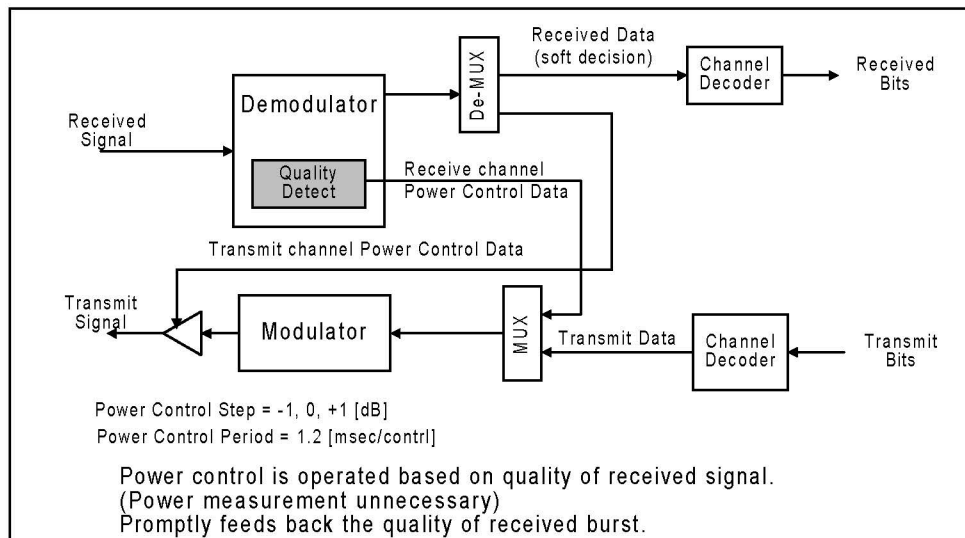 Received Data
(soft decision)
De-MUX
Channel
Decoder
Received
Bits
Demodulator
Received
Signal
Quality
Detect
Receive channel
Power Control Data
Transmit channel Power Control Data
Transmit
Signal
Modulator
MUX
Transmit Data
Channel
Decoder
Transmit
Bits
Power Control Step = -1, 0, +1 [dB]
Power Control Period = 1.2 [msec/contrl]
Power control is operated based on quality of received signal.
(Power measurement unnecessary)
Promptly feeds back the quality of received burst.